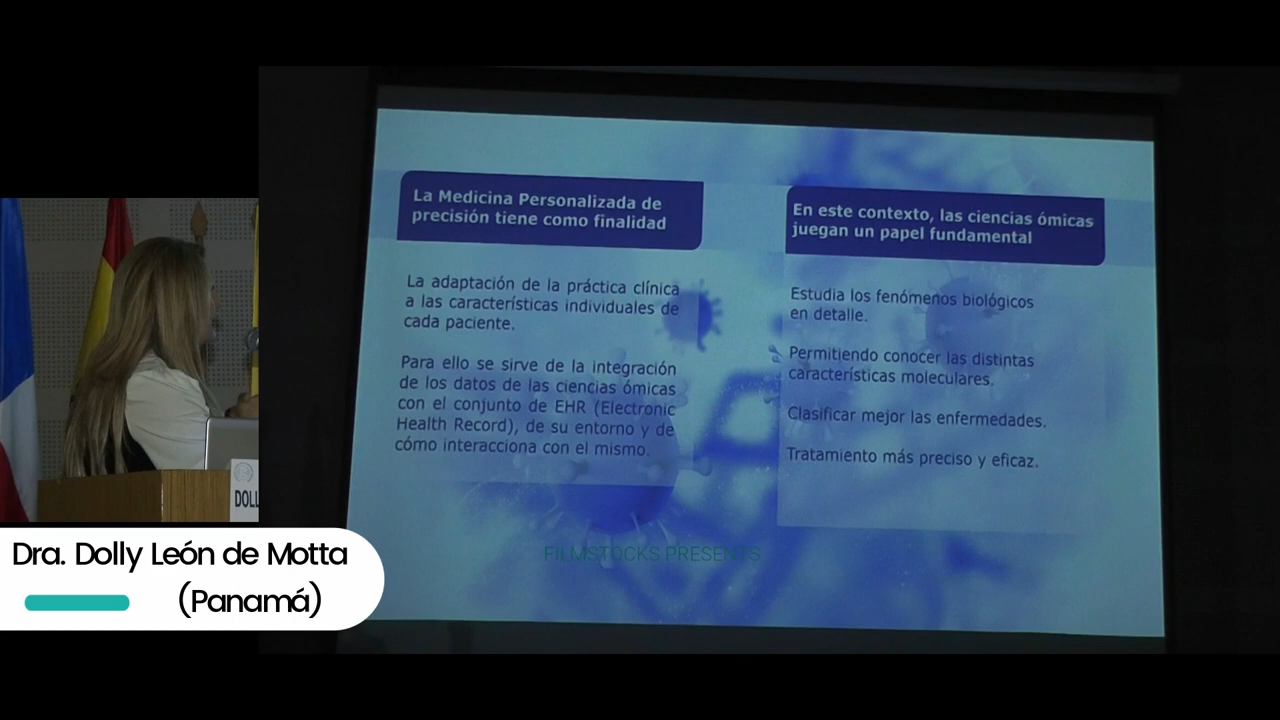 La Medicina Personalizada de
precisión tiene como finalidad
La adaptación de la práctica clínica
a las características individuales de
cada paciente.
Para ello se sirve de la integración
de los datos de las ciencias ómicas
con el conjunto de EHR (Electronic
Health Record), de su entorno y de
cómo interacciona con el mismo.
En este contexto, las ciencias ómicas
juegan un papel fundamental
Estudia los fenómenos biológicos
en detalle.
Permitiendo conocer las distintas
características moleculares.
Clasificar mejor las enfermedades.
Tratamiento más preciso y eficaz.
FILMSTOCKS PRESENTS
DOLL
Dra. Dolly León de Motta
(Panamá)